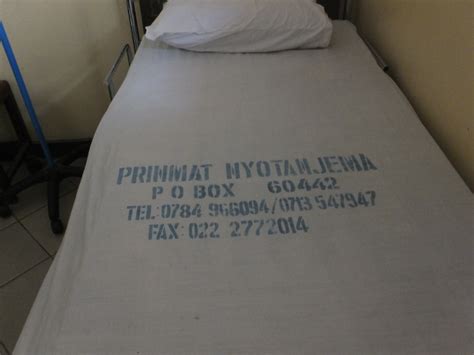 PRINMAT NYOTANJEMA
P O BOX 60442
TEL:0784 966094/0713 547947
FAX:022 2772014